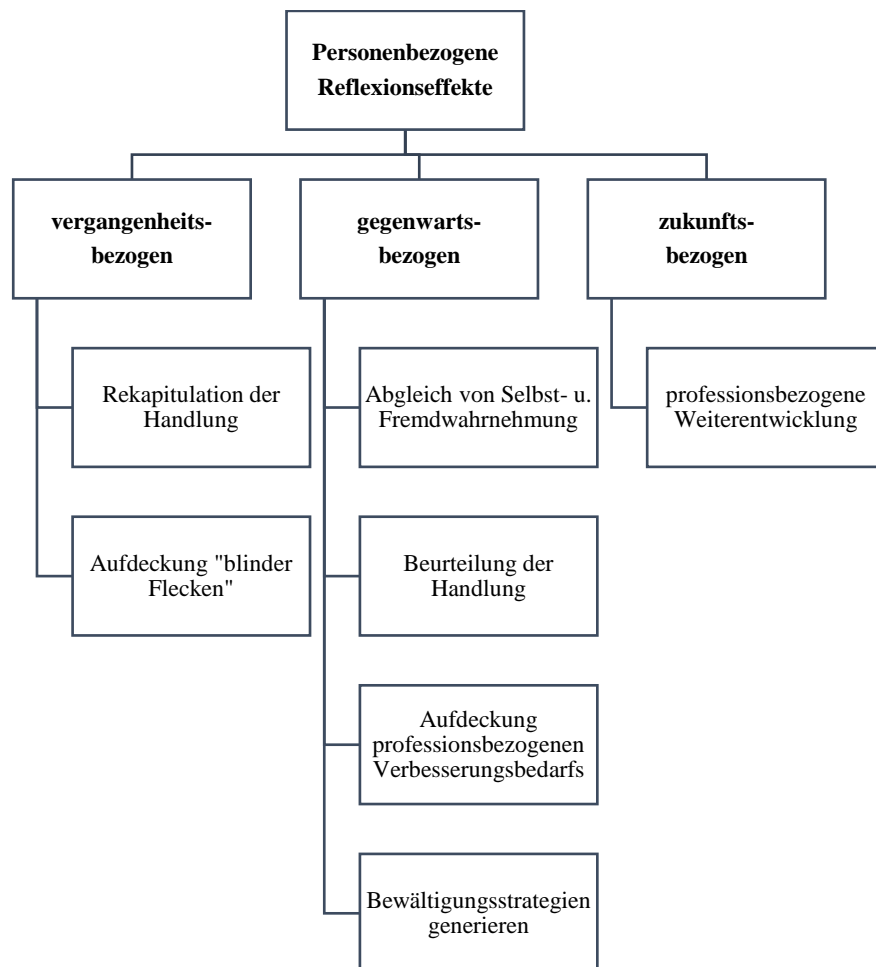 Personenbezogene
Reflexionseffekte
vergangenheits-
bezogen
gegenwarts-
bezogen
zukunfts-
bezogen
Rekapitulation der
Handlung
Abgleich von Selbst- u.
Fremdwahrnehmung
professionsbezogene
Weiterentwicklung
Aufdeckung "blinder
Flecken"
Beurteilung der
Handlung
Aufdeckung
professionsbezogenen
Verbesserungsbedarfs
Bewältigungsstrategien
generieren